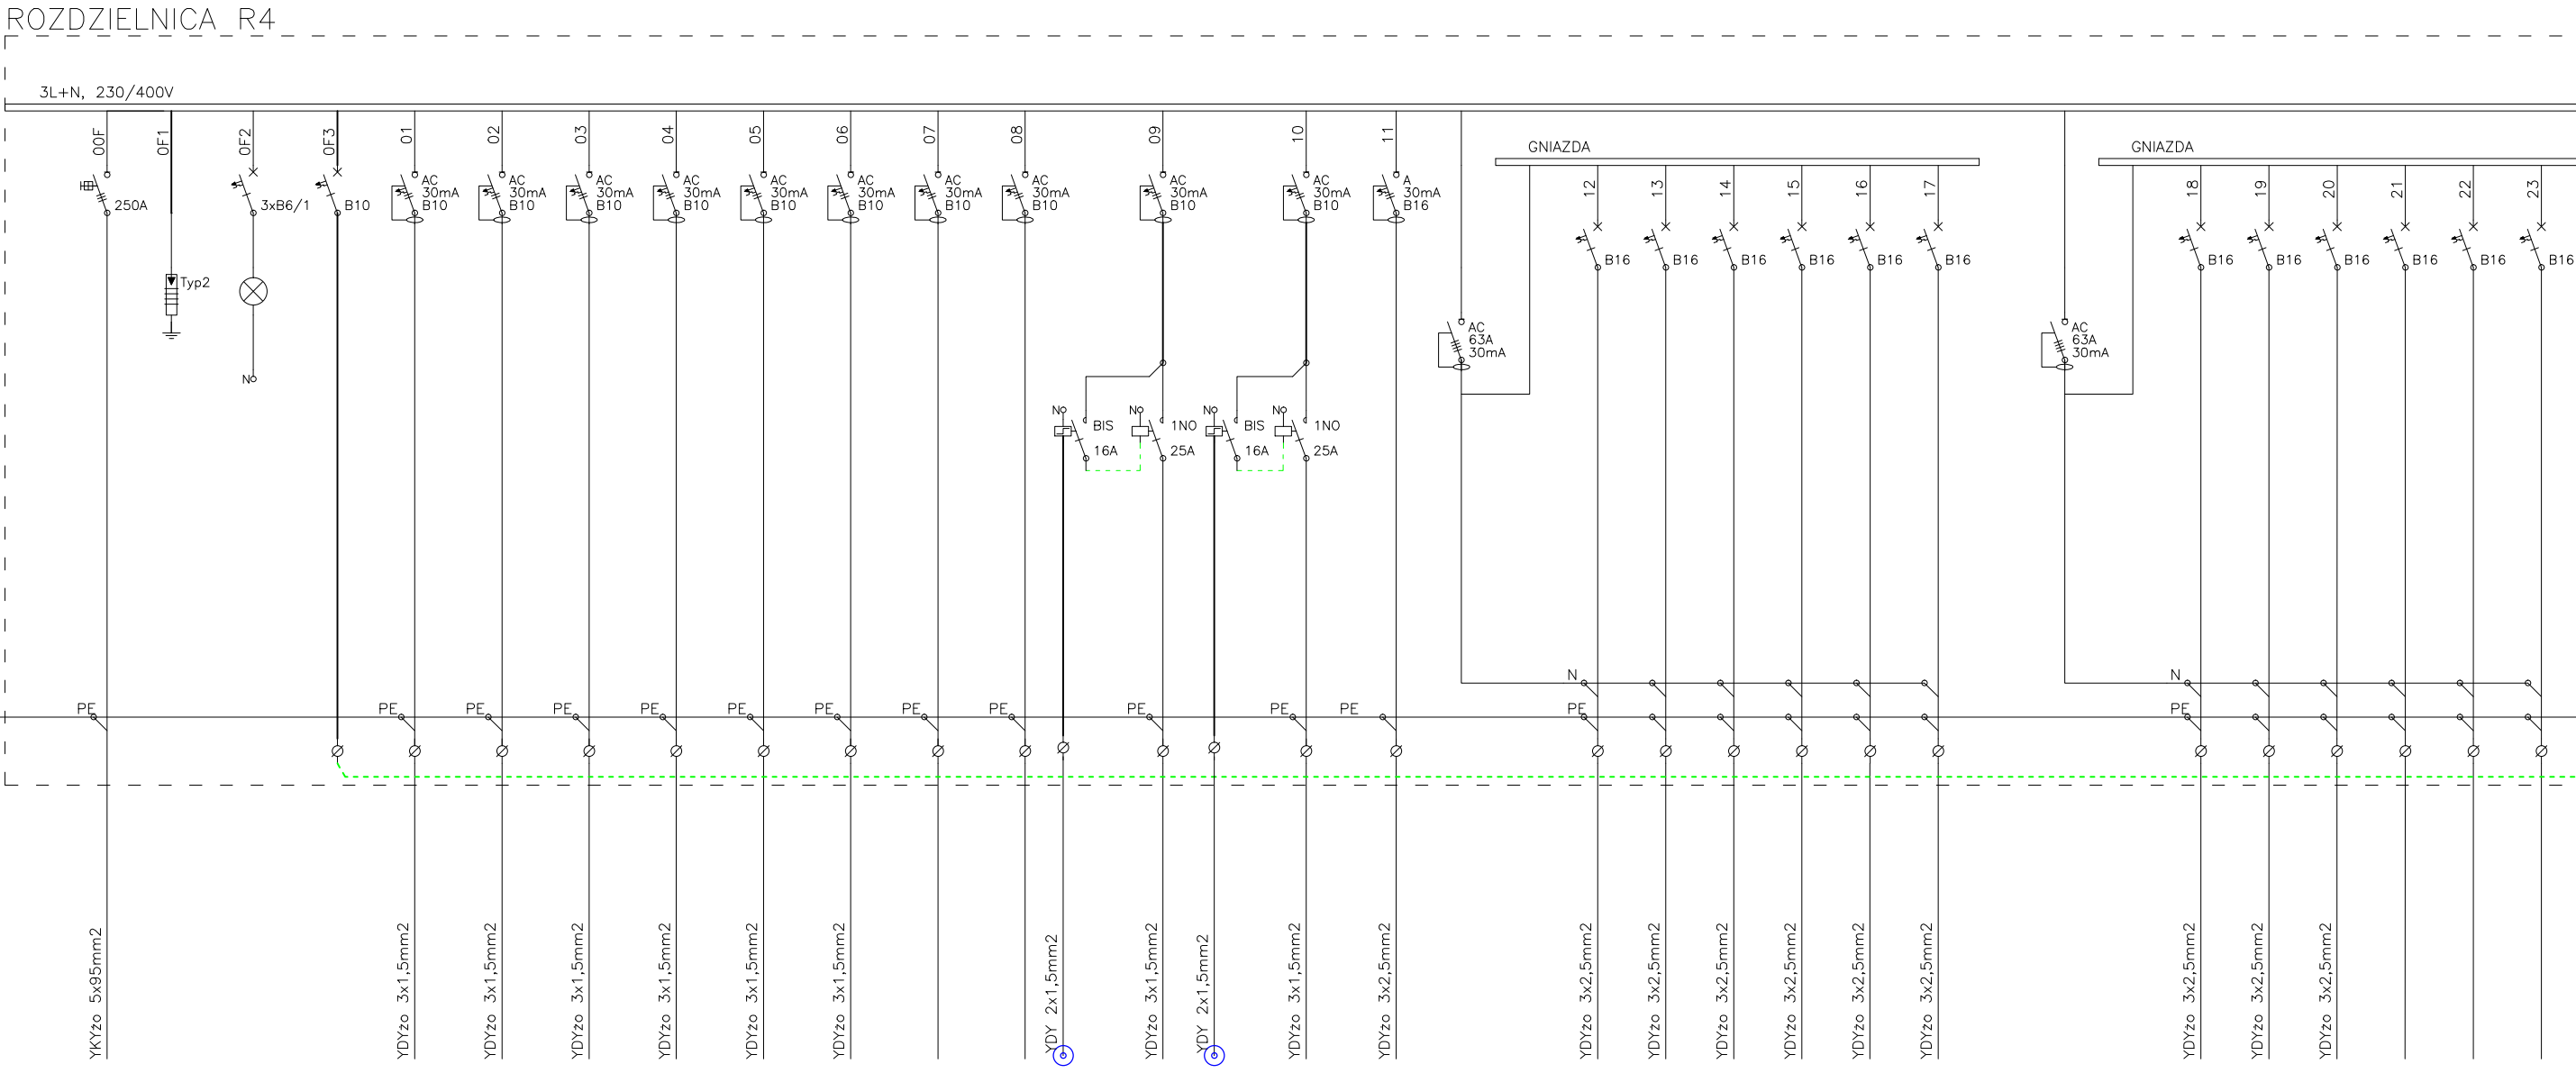 ROZDZIELNICA R4
3L+N, 230/400V
00F
0F1
0F2
0F3
01
02
03
04
05
06
07
08
09
10
11
GNIAZDA
GNIAZDA
12
13
14
15
16
17
18
19
20
21
22
23
250A
3xB6/1
B10
AC
30mA
B10
AC
30mA
B10
AC
30mA
B10
AC
30mA
B10
AC
30mA
B10
AC
30mA
B10
AC
30mA
B10
AC
30mA
B10
AC
30mA
B10
AC
30mA
B10
A
30mA
B16
B16
B16
B16
B16
B16
B16
B16
B16
B16
B16
B16
B16
Typ2
N
AC
63A
30mA
AC
63A
30mA
N
BIS
16A
N
1NO
25A
N
BIS
16A
N
1NO
25A
N
N
PE
PE
PE
PE
PE
PE
PE
PE
PE
PE
PE
PE
PE
PE
YKYżo 5x95mm2
YDYżo 3x1,5mm2
YDYżo 3x1,5mm2
YDYżo 3x1,5mm2
YDYżo 3x1,5mm2
YDYżo 3x1,5mm2
YDYżo 3x1,5mm2
YDY 2x1,5mm2
YDYżo 3x1,5mm2
YDY 2x1,5mm2
YDYżo 3x1,5mm2
YDYżo 3x2,5mm2
YDYżo 3x2,5mm2
YDYżo 3x2,5mm2
YDYżo 3x2,5mm2
YDYżo 3x2,5mm2
YDYżo 3x2,5mm2
YDYżo 3x2,5mm2
YDYżo 3x2,5mm2
YDYżo 3x2,5mm2
YDYżo 3x2,5mm2